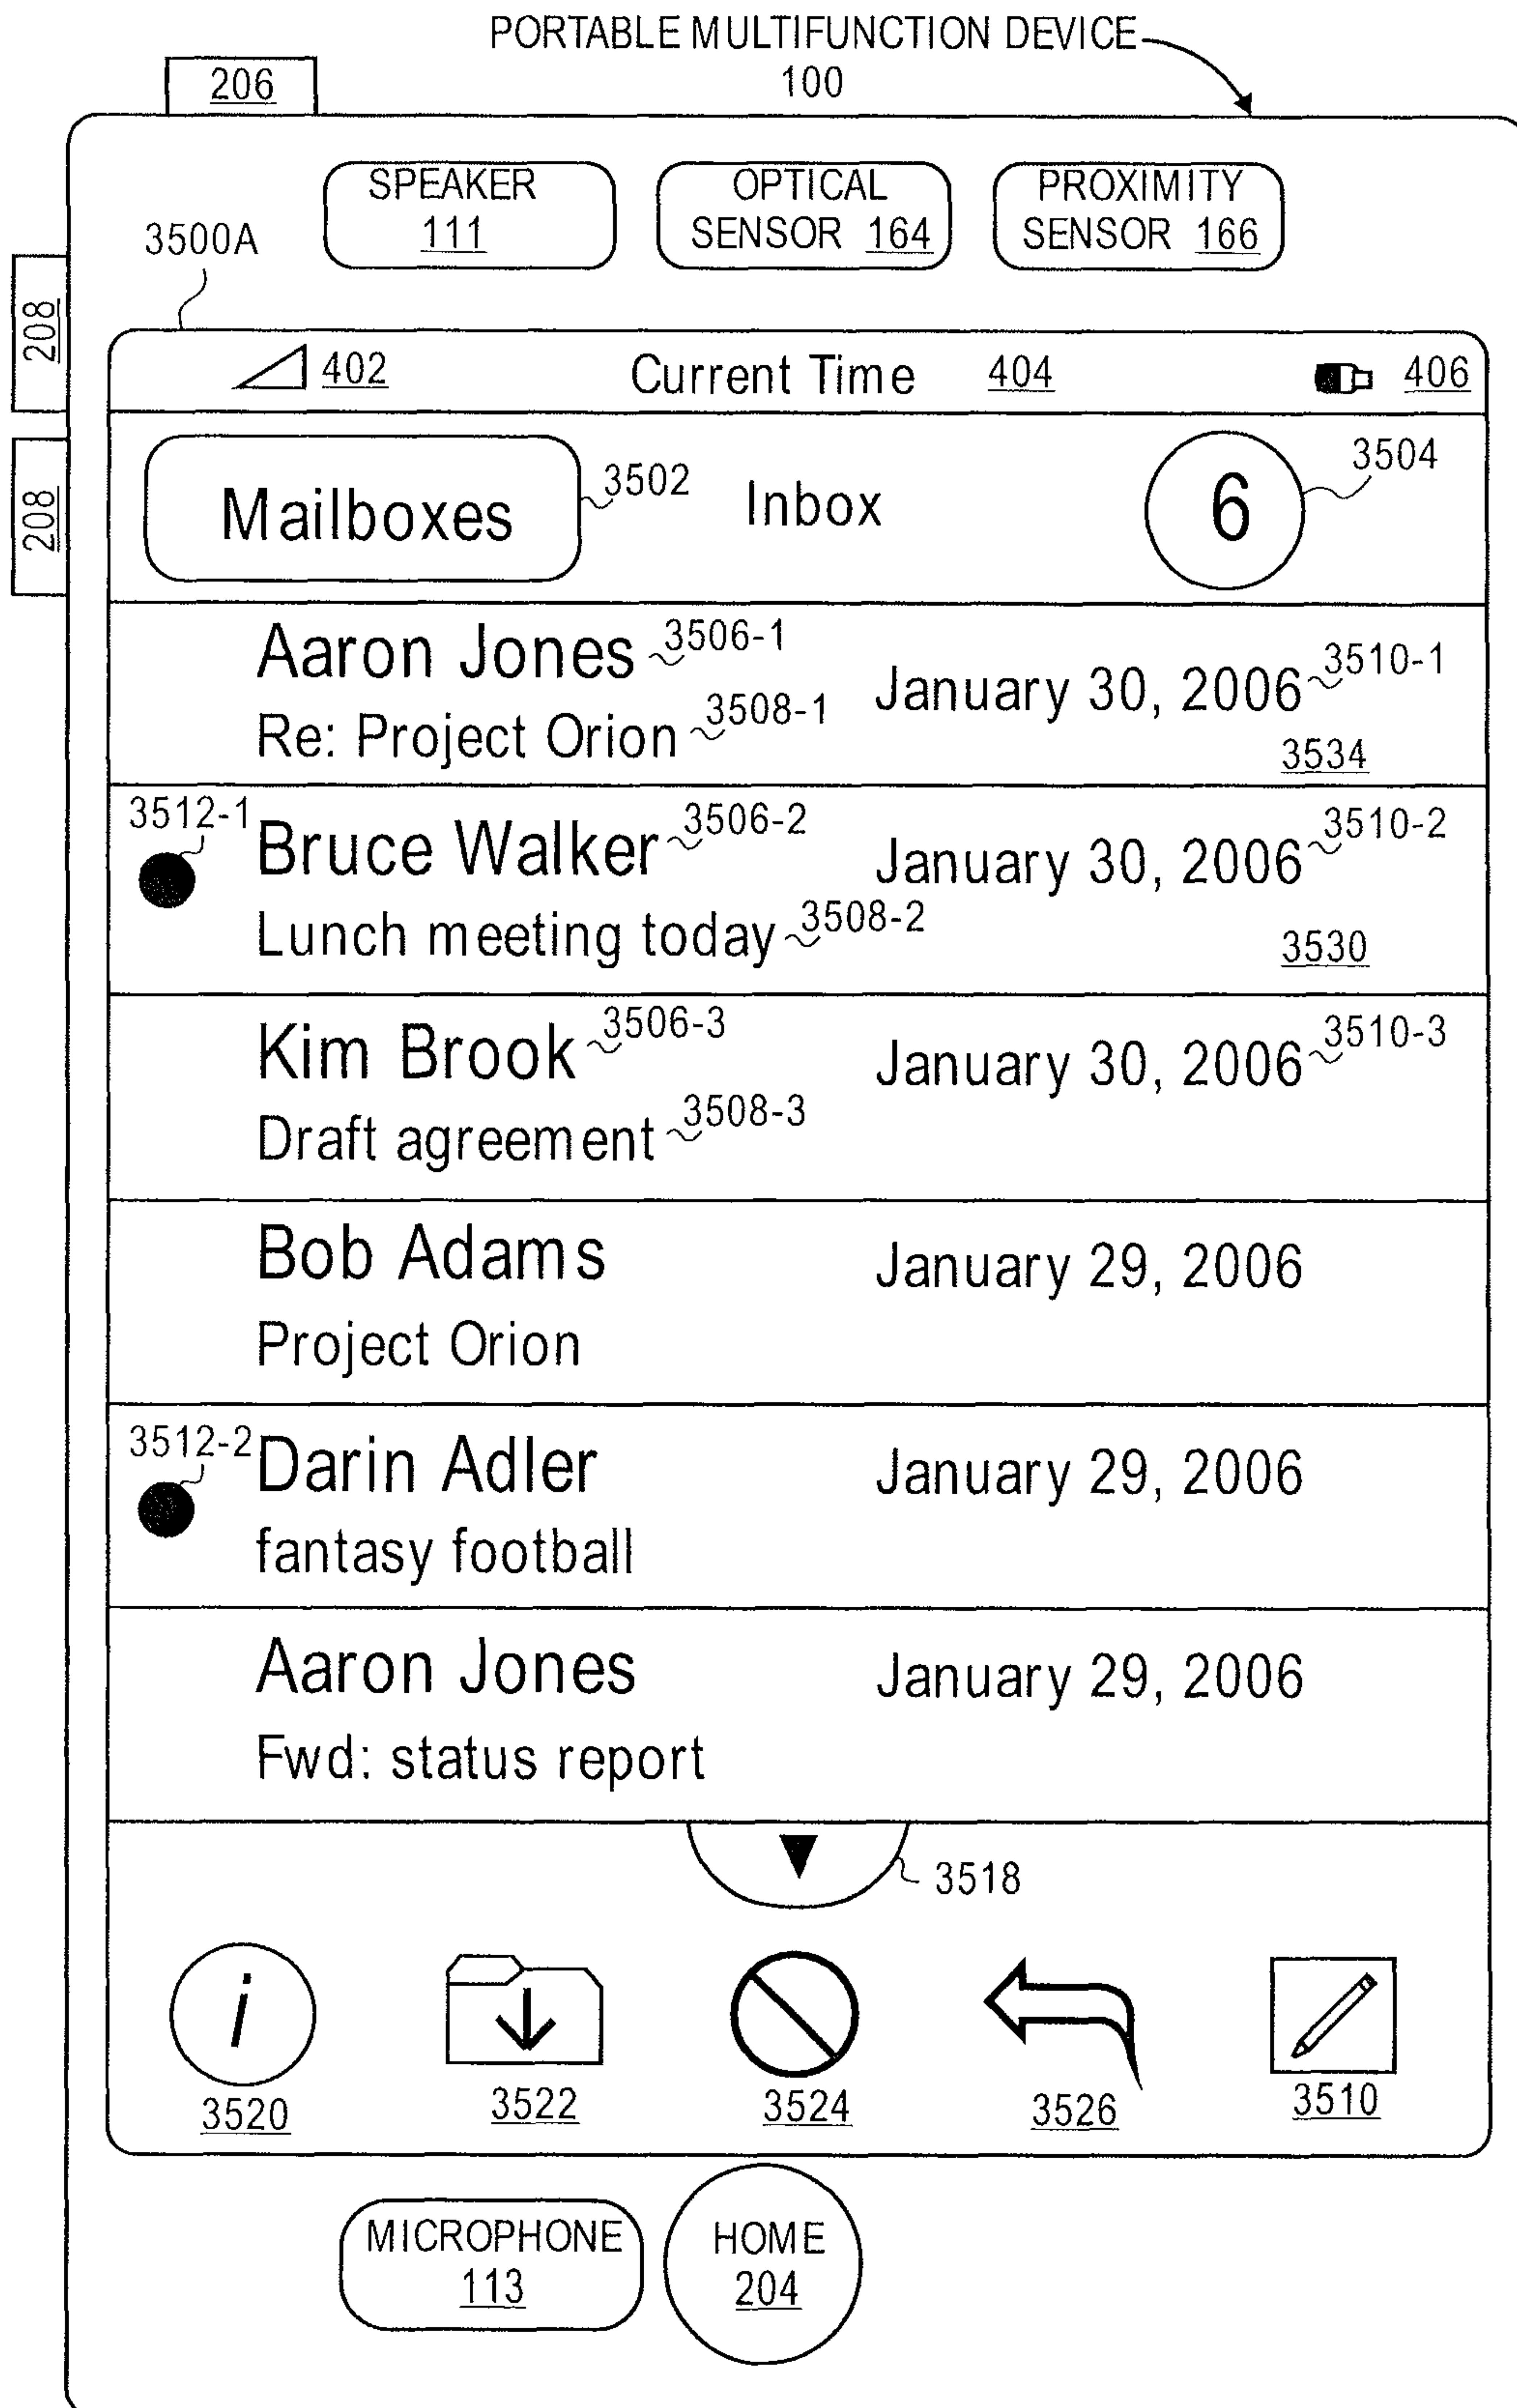 PORTABLE MULTIFUNCTION DEVICE
100
206
SPEAKER
111
OPTICAL
SENSOR 164
PROXIMITY
SENSOR 166
3500A
208
208
402
Current Time 404
406
Mailboxes
3502
Inbox
6
3504
Aaron Jones 3506-1
January 30, 2006 3510-1
Re: Project Orion 3508-1
3534
3512-1
Bruce Walker 3506-2
January 30, 2006 3510-2
Lunch meeting today 3508-2
3530
Kim Brook 3506-3
January 30, 2006 3510-3
Draft agreement 3508-3
Bob Adams
January 29, 2006
Project Orion
3512-2
Darin Adler
January 29, 2006
fantasy football
Aaron Jones
January 29, 2006
Fwd: status report
3518
i
3520
3522
3524
3526
3510
MICROPHONE
113
HOME
204